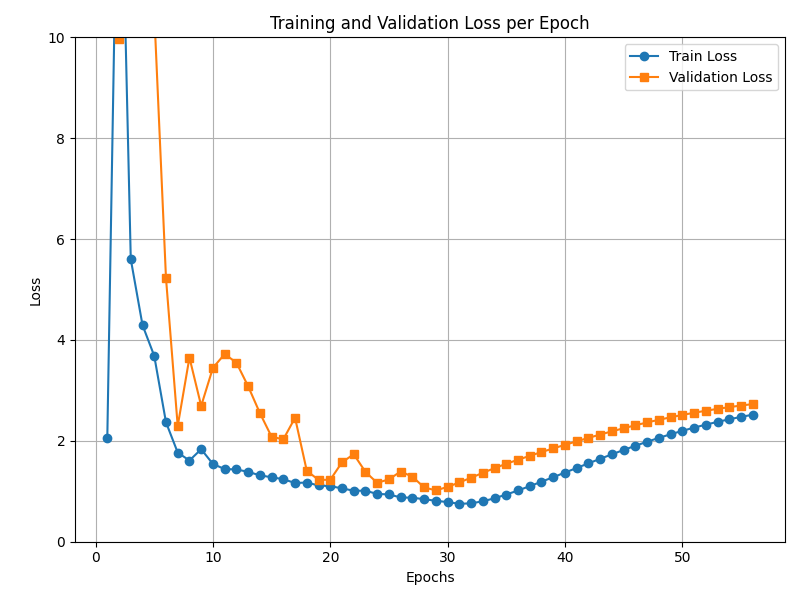 Training and Validation Loss per Epoch
Train Loss
Validation Loss
Loss
10
8
6
4
2
0
0 10 20 30 40 50
Epochs